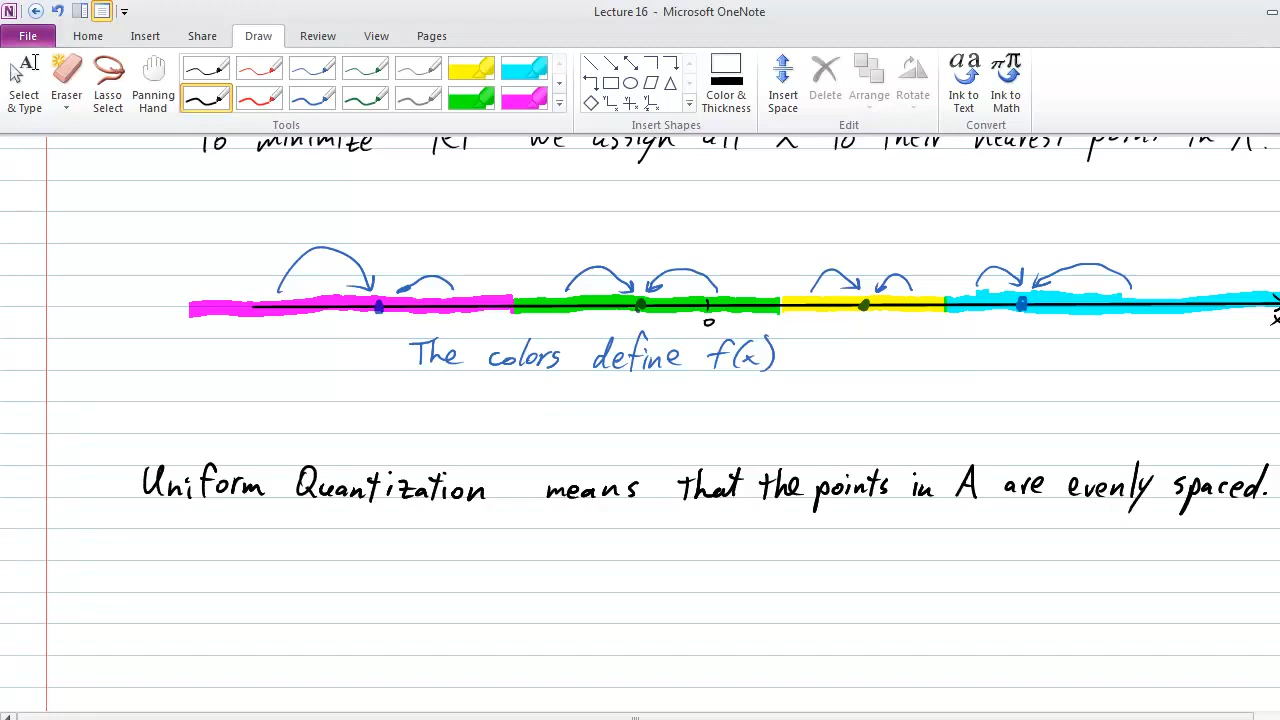 Lecture 16 - Microsoft OneNote
File Home Insert Share Draw Review View Pages
Select & Type Eraser Lasso Select Panning Hand Color & Thickness Insert Space Delete Arrange Rotate Ink to Text Ink to Math
Tools Insert Shapes Edit Convert
To minimize |ε| we assign all x to their nearest point in A.
0 x
The colors define f(x)
Uniform Quantization means that the points in A are evenly spaced.